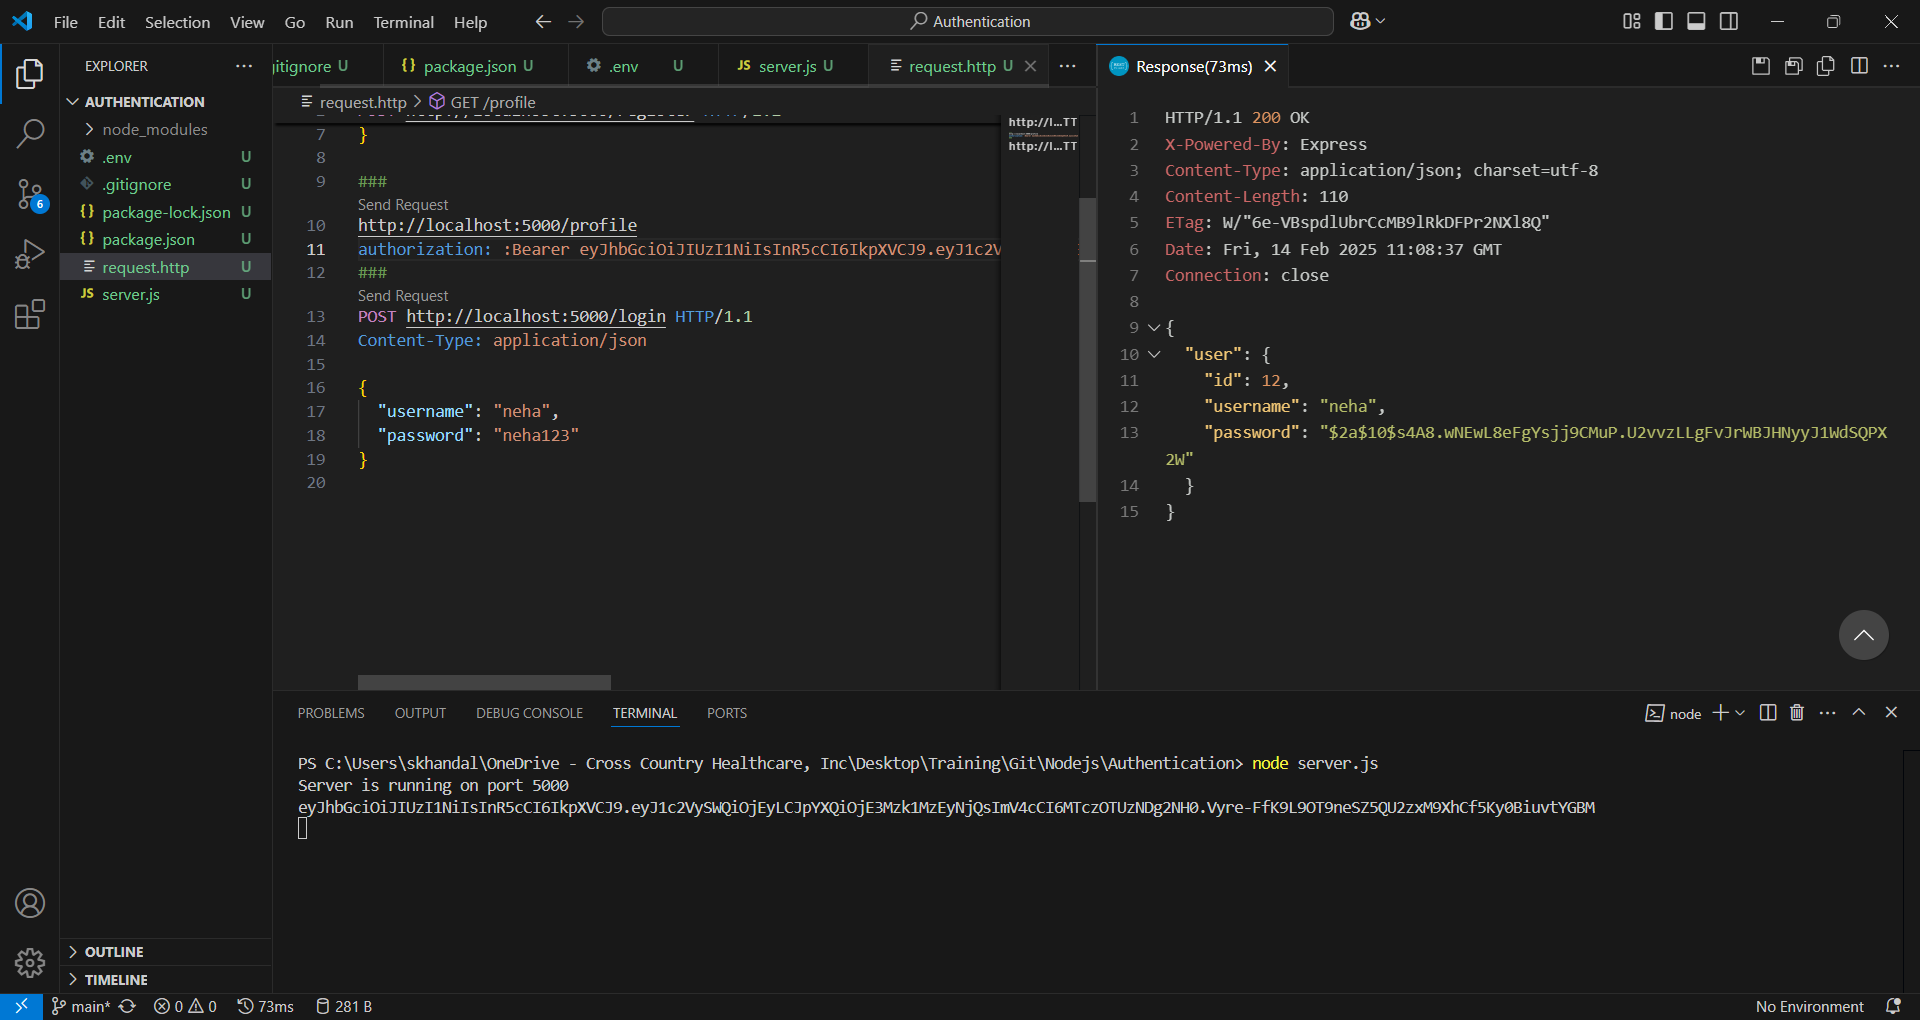 File Edit Selection View Go Run Terminal Help Authentication
EXPLORER
AUTHENTICATION
node_modules
.env U
.gitignore U
package-lock.json U
package.json U
request.http U
server.js U
OUTLINE
TIMELINE
6
gitignore U package.json U .env U JS server.js U request.http U
request.http > GET /profile
7 }
8
9 ###
Send Request
10 http://localhost:5000/profile
11 authorization: :Bearer eyJhbGciOiJIUzI1NiIsInR5cCI6IkpXVCJ9.eyJ1c2V
12 ###
Send Request
13 POST http://localhost:5000/login HTTP/1.1
14 Content-Type: application/json
15
16 {
17 "username": "neha",
18 "password": "neha123"
19 }
20
http://l...TT
http://l...TT
Response(73ms)
1 HTTP/1.1 200 OK
2 X-Powered-By: Express
3 Content-Type: application/json; charset=utf-8
4 Content-Length: 110
5 ETag: W/"6e-VBspdlUbrCcMB9lRkDFPr2NXl8Q"
6 Date: Fri, 14 Feb 2025 11:08:37 GMT
7 Connection: close
8
9 {
10 "user": {
11 "id": 12,
12 "username": "neha",
13 "password": "$2a$10$s4A8.wNEwL8eFgYsjj9CMuP.U2vvzLLgFvJrWBJHNyyJ1WdSQPX
2W"
14 }
15 }
PROBLEMS OUTPUT DEBUG CONSOLE TERMINAL PORTS
node
PS C:\Users\skhandal\OneDrive - Cross Country Healthcare, Inc\Desktop\Training\Git\Nodejs\Authentication> node server.js
Server is running on port 5000
eyJhbGciOiJIUzI1NiIsInR5cCI6IkpXVCJ9.eyJ1c2VySWQiOjEyLCJpYXQiOjE3Mzk1MzEyNjQsImV4cCI6MTczOTUzNDg2NH0.Vyre-FfK9L9OT9neSZ5QU2zxM9XhCf5Ky0BiuvtYGBM
main* 0 0 73ms 281 B No Environment